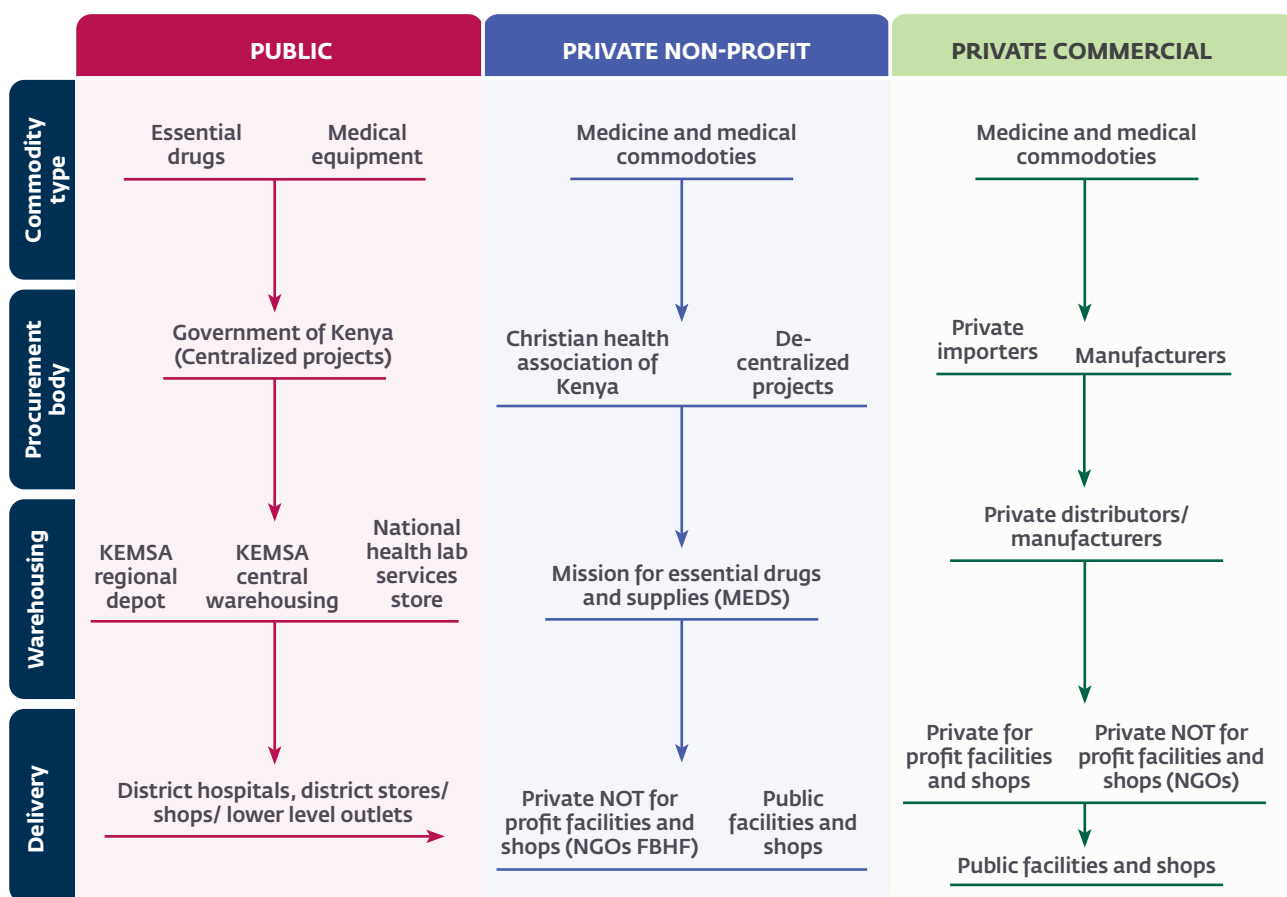 PUBLIC
PRIVATE NON-PROFIT
PRIVATE COMMERCIAL
Commodity
type
Essential
drugs
Medical
equipment
Medicine and medical
commodoties
Medicine and medical
commodoties
Procurement
body
Government of Kenya
(Centralized projects)
Christian health
association of
Kenya
De-
centralized
projects
Private
importers
Manufacturers
Warehousing
KEMSA
regional
depot
KEMSA
central
warehousing
National
health lab
services
store
Mission for essential drugs
and supplies (MEDS)
Private distributors/
manufacturers
Delivery
District hospitals, district stores/
shops/ lower level outlets
Private NOT for
profit facilities and
shops (NGOs FBHF)
Public
facilities and
shops
Private for
profit facilities
and shops
Private NOT for
profit facilities and
shops (NGOs)
Public facilities and shops